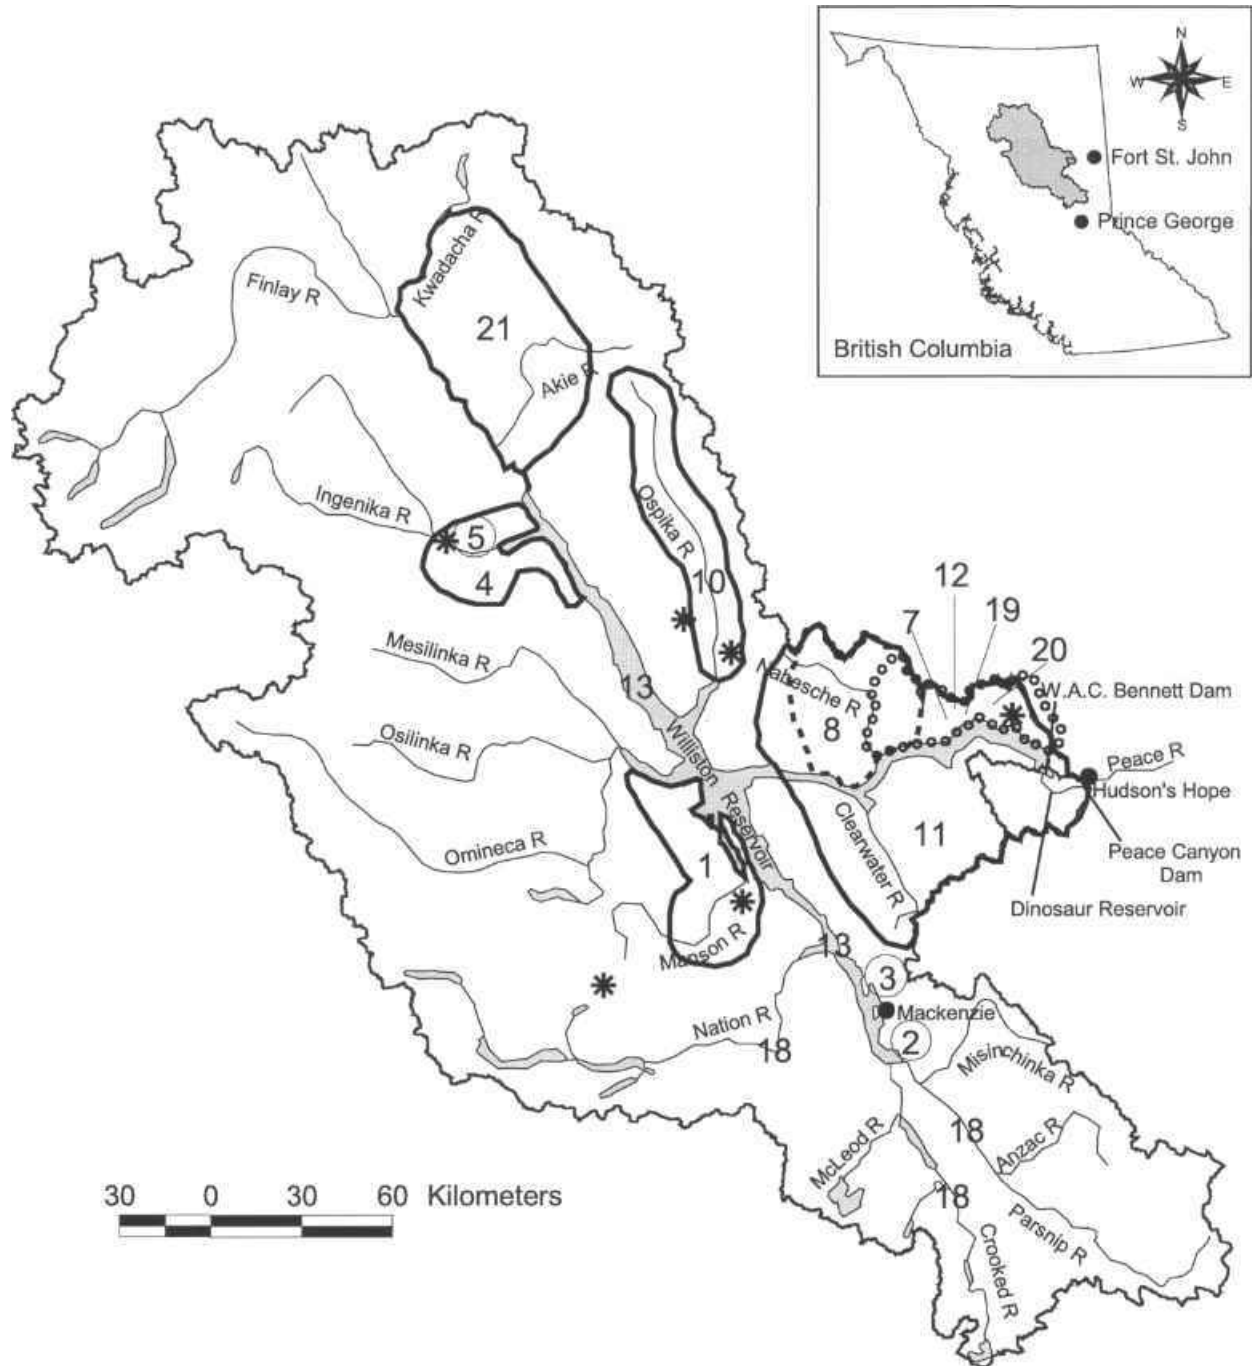 N
W E
S
Fort St. John
Prince George
British Columbia
Kwadacha R
Finlay R
21
Akie R
Ingenika R
5
4
Ospika R
10
12
7
19
20
W.A.C. Bennett Dam
Mesilinka R
13
Nabesche R
8
Osilinka R
Williston Reservoir
Peace R
Hudson's Hope
Clearwater R
11
Omineca R
1
Peace Canyon
Dam
Dinosaur Reservoir
Manson R
13
3
Mackenzie
Nation R
18
2
Misinchinka R
McLeod R
18
Anzac R
18
Parsnip R
Crooked R
30 0 30 60 Kilometers